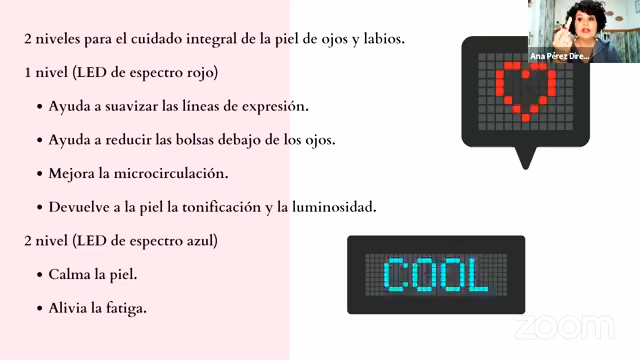 2 niveles para el cuidado integral de la piel de ojos y labios.
1 nivel (LED de espectro rojo)
• Ayuda a suavizar las líneas de expresión.
• Ayuda a reducir las bolsas debajo de los ojos.
• Mejora la microcirculación.
• Devuelve a la piel la tonificación y la luminosidad.
2 nivel (LED de espectro azul)
• Calma la piel.
• Alivia la fatiga.
Ana Pérez Dire...
COOL
zoom